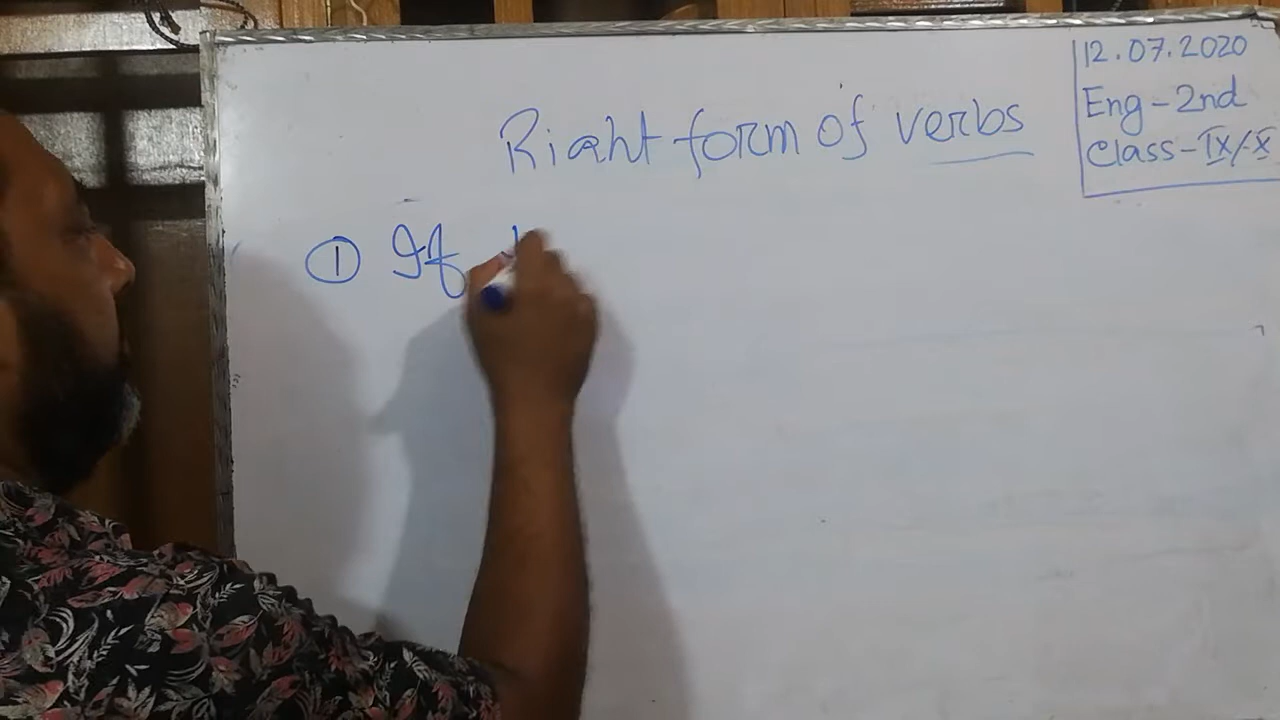 12.07.2020
Eng-2nd
Class-IX/X
Right form of verbs
① If